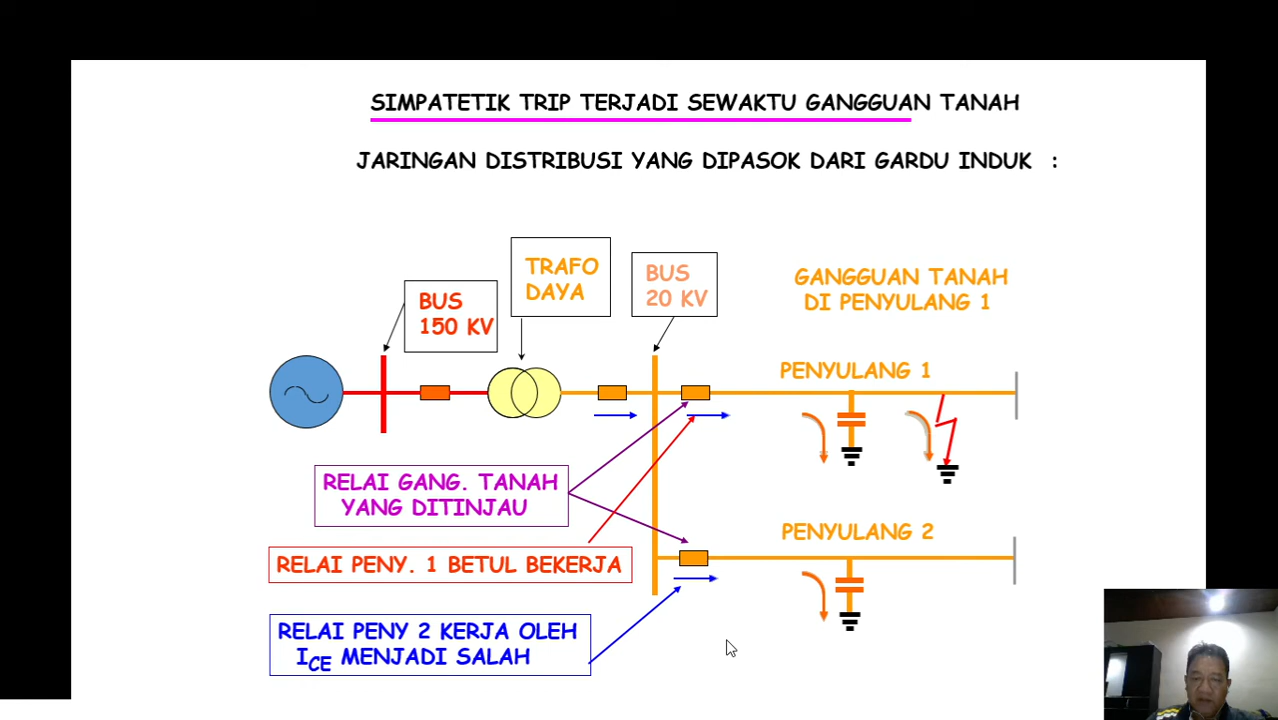 SIMPATETIK TRIP TERJADI SEWAKTU GANGGUAN TANAH
JARINGAN DISTRIBUSI YANG DIPASOK DARI GARDU INDUK :
BUS
150 KV
TRAFO
DAYA
BUS
20 KV
GANGGUAN TANAH
DI PENYULANG 1
PENYULANG 1
RELAI GANG. TANAH
YANG DITINJAU
RELAI PENY. 1 BETUL BEKERJA
PENYULANG 2
RELAI PENY 2 KERJA OLEH
ICE MENJADI SALAH